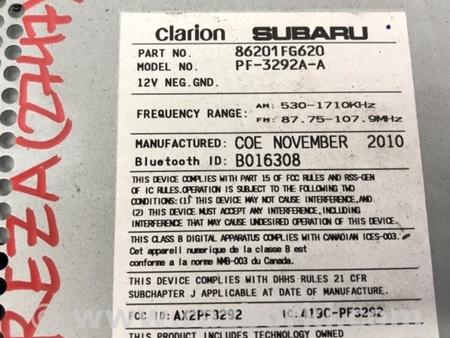 clarion SUBARU
PART NO. 86201FG620
MODEL NO. PF-3292A-A
12V NEG.GND.
FREQUENCY RANGE: AM: 530-1710KHz
FM: 87.75-107.9MHz
MANUFACTURED: COE NOVEMBER 2010
Bluetooth ID: B016308
THIS DEVICE COMPLIES WITH PART 15 OF FCC RULES AND RSS-GEN
OF IC RULES.OPERATION IS SUBJECT TO THE FOLLOWING TWO
CONDITIONS:(1) THIS DEVICE MAY NOT CAUSE INTERFERENCE,AND
(2) THIS DEVICE MUST ACCEPT ANY INTERFERENCE,INCLUDING
INTERFERENCE THAT MAY CAUSE UNDESIRED OPERATION OF THIS DEVICE.
THIS CLASS B DIGITAL APPARATUS COMPLIES WITH CANADIAN ICES-003.
Cet appareil numerique de la classe B est
conforme a la norme NMB-003 du Canada.
THIS DEVICE COMPLIES WITH DHHS RULES 21 CFR
SUBCHAPTER J APPLICABLE AT DATE OF MANUFACTURE.
FCC ID: AX2PF3292 IC:419C-PF3292
THIS PRODUCT INCLUDES TECHNOLOGY OWNED